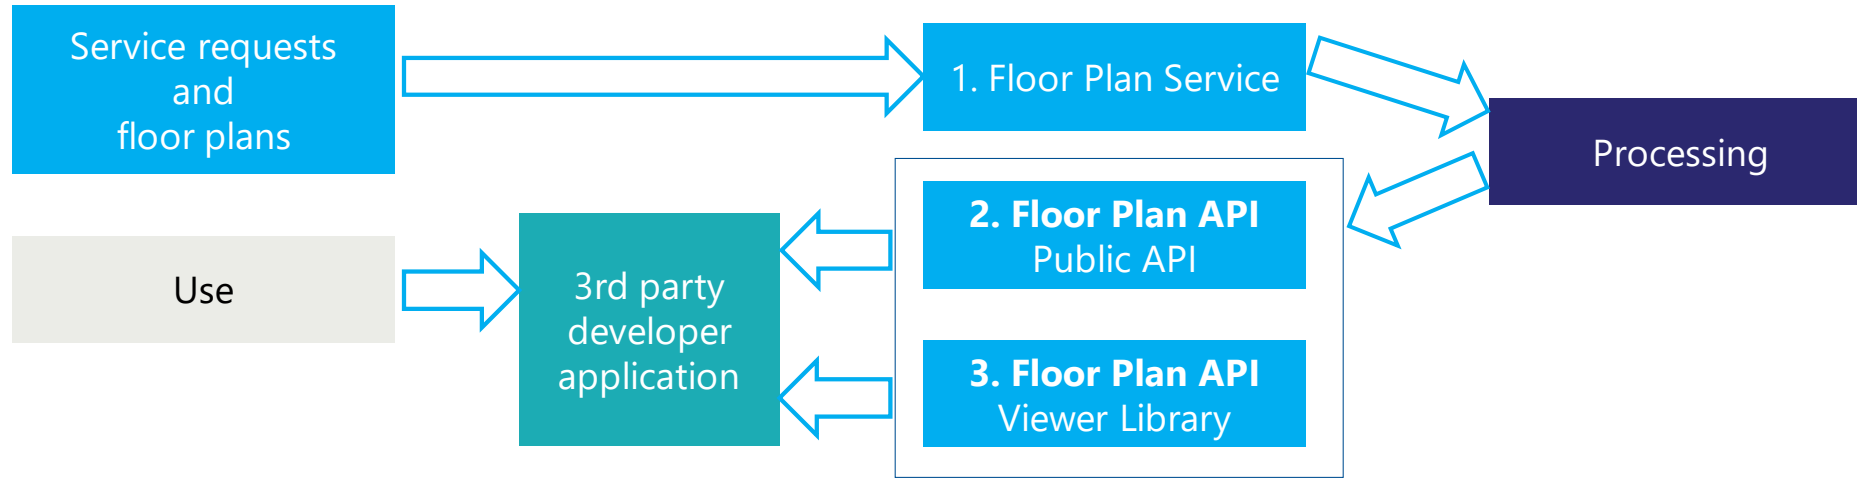 Service requests
and
floor plans
1. Floor Plan Service
Processing
2. Floor Plan API
Public API
Use
3rd party
developer
application
3. Floor Plan API
Viewer Library